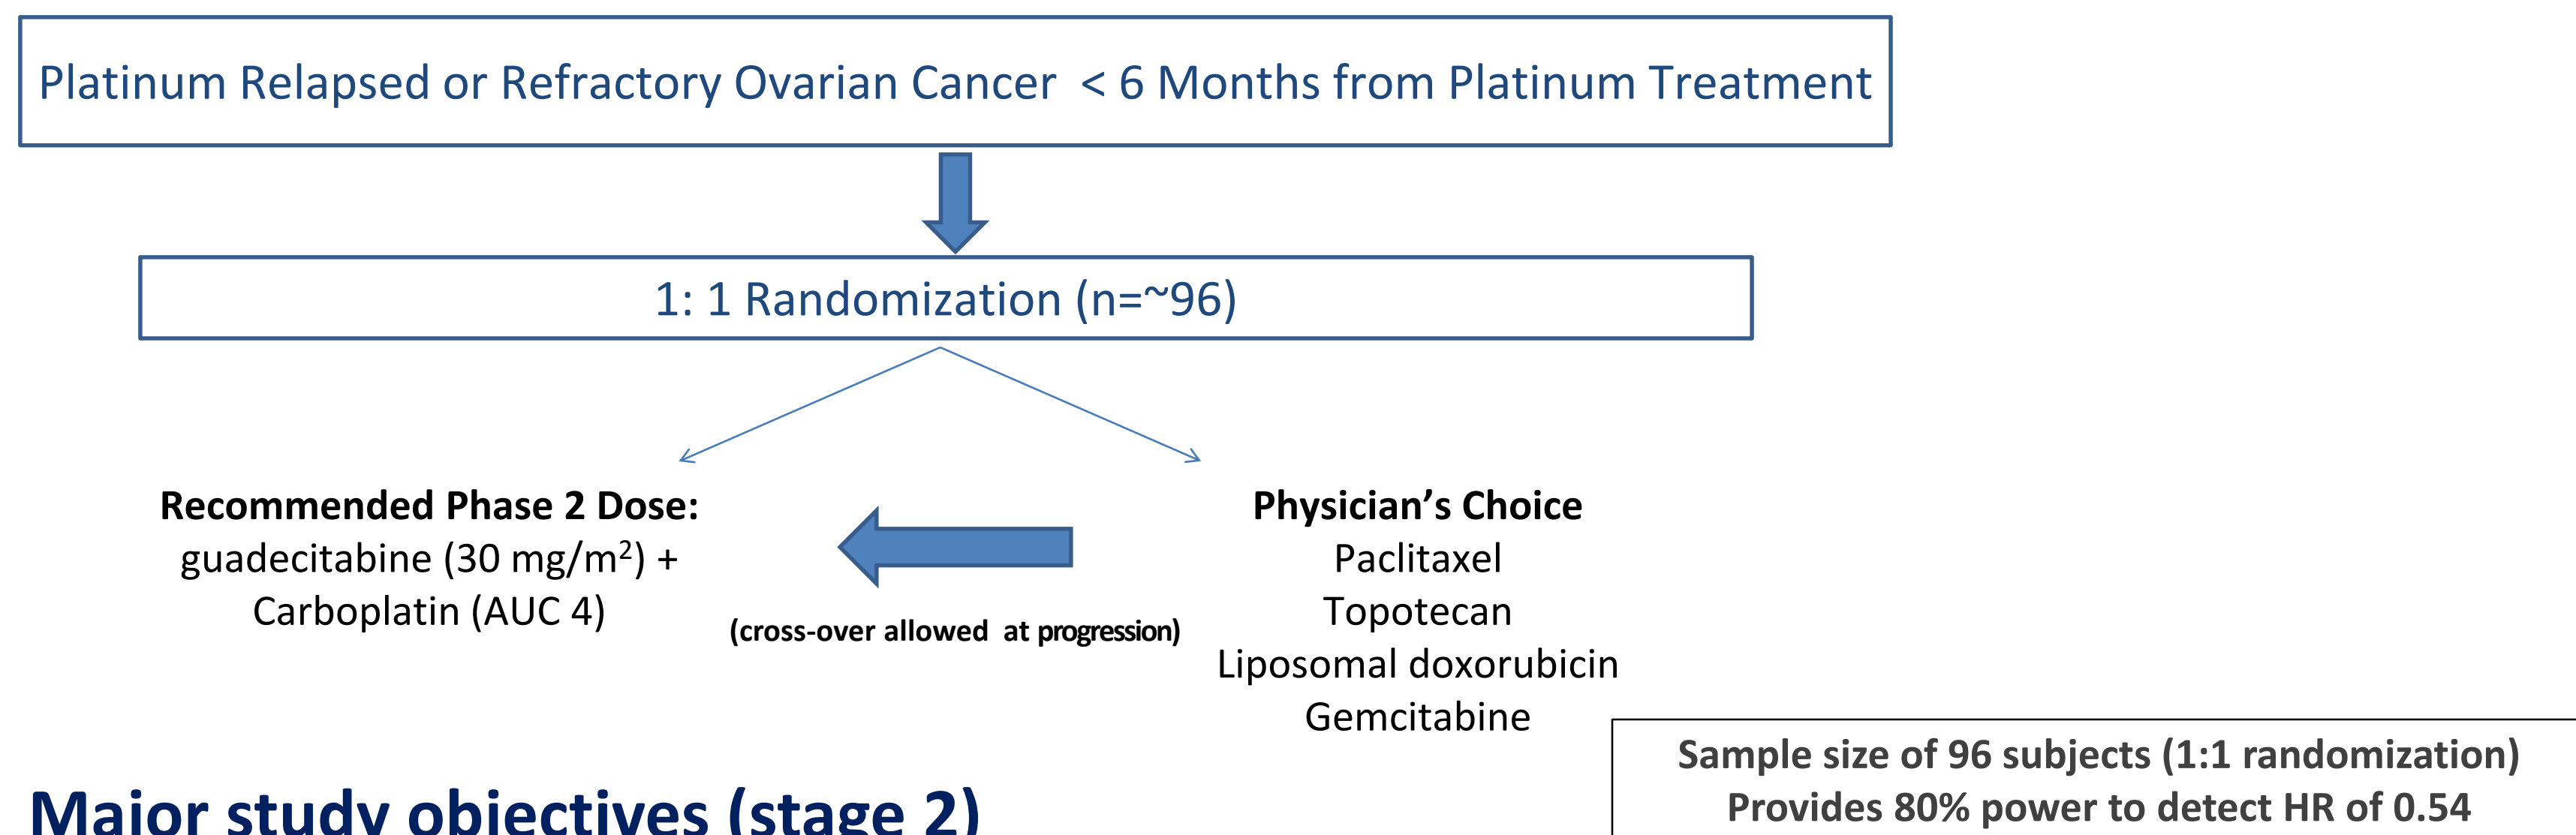 Platinum Relapsed or Refractory Ovarian Cancer < 6 Months from Platinum Treatment
1: 1 Randomization (n=~96)
Recommended Phase 2 Dose:
guadecitabine (30 mg/m²) +
Carboplatin (AUC 4)
(cross-over allowed at progression)
Physician’s Choice
Paclitaxel
Topotecan
Liposomal doxorubicin
Gemcitabine
Sample size of 96 subjects (1:1 randomization)
Provides 80% power to detect HR of 0.54
Major study objectives (stage 2)